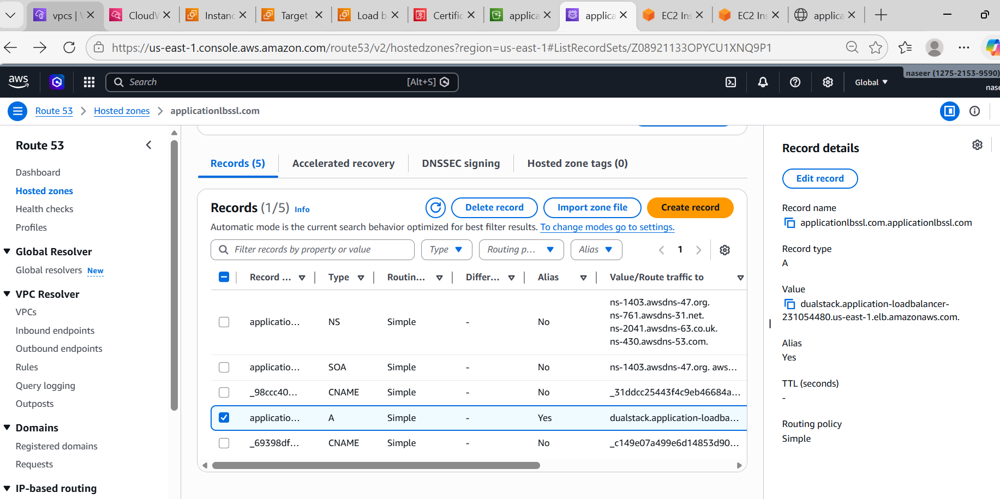 vpcs | V
CloudW
Instanc
Target
Load b
Certific
applica
applica
EC2 Ins
EC2 Ins
applica
https://us-east-1.console.aws.amazon.com/route53/v2/hostedzones?region=us-east-1#ListRecordSets/Z08921133OPYCU1XNQ9P1
aws
Search
[Alt+S]
Global
naseer (1275-2153-9590)
nase
Route 53
Hosted zones
applicationlbssl.com
Route 53
Dashboard
Hosted zones
Health checks
Profiles
Global Resolver
Global resolvers New
VPC Resolver
VPCs
Inbound endpoints
Outbound endpoints
Rules
Query logging
Outposts
Domains
Registered domains
Requests
IP-based routing
Records (5)
Accelerated recovery
DNSSEC signing
Hosted zone tags (0)
Records (1/5) Info
Delete record
Import zone file
Create record
Automatic mode is the current search behavior optimized for best filter results. To change modes go to settings.
Filter records by property or value
Type
Routing p...
Alias
1
Record ... Type Routin... Differ... Alias Value/Route traffic to
applicatio... NS Simple - No ns-1403.awsdns-47.org.
ns-761.awsdns-31.net.
ns-2041.awsdns-63.co.uk.
ns-430.awsdns-53.com.
applicatio... SOA Simple - No ns-1403.awsdns-47.org. aws...
_98ccc40... CNAME Simple - No _31ddcc25443f4c9eb46684a...
applicatio... A Simple - Yes dualstack.application-loadba...
_69398df... CNAME Simple - No _c149e07a499e6d14853d90...
Record details
Edit record
Record name
applicationlbssl.com.applicationlbssl.com
Record type
A
Value
dualstack.application-loadbalancer-
231054480.us-east-1.elb.amazonaws.com.
Alias
Yes
TTL (seconds)
-
Routing policy
Simple